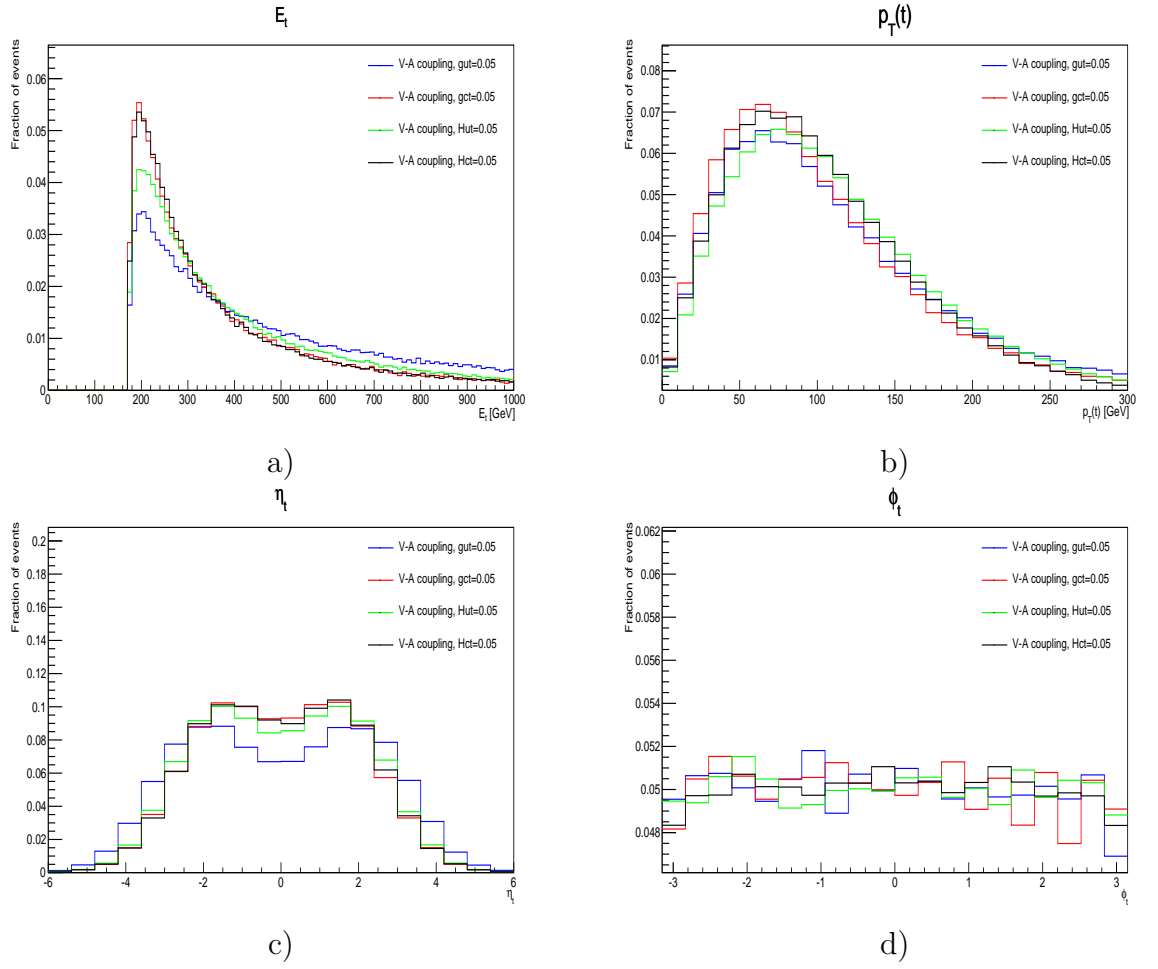 E_t
Fraction of events
0.06
0.05
0.04
0.03
0.02
0.01
0
V-A coupling, gut=0.05
V-A coupling, gct=0.05
V-A coupling, Hut=0.05
V-A coupling, Hct=0.05
0 100 200 300 400 500 600 700 800 900 1000
E_t [GeV]
a)
p_T(t)
Fraction of events
0.08
0.07
0.06
0.05
0.04
0.03
0.02
0.01
V-A coupling, gut=0.05
V-A coupling, gct=0.05
V-A coupling, Hut=0.05
V-A coupling, Hct=0.05
0 50 100 150 200 250 300
p_T(t) [GeV]
b)
η_t
Fraction of events
0.2
0.18
0.16
0.14
0.12
0.1
0.08
0.06
0.04
0.02
0
V-A coupling, gut=0.05
V-A coupling, gct=0.05
V-A coupling, Hut=0.05
V-A coupling, Hct=0.05
-6 -4 -2 0 2 4 6
η_t
c)
ϕ_t
Fraction of events
0.062
0.06
0.058
0.056
0.054
0.052
0.05
0.048
V-A coupling, gut=0.05
V-A coupling, gct=0.05
V-A coupling, Hut=0.05
V-A coupling, Hct=0.05
-3 -2 -1 0 1 2 3
ϕ_t
d)